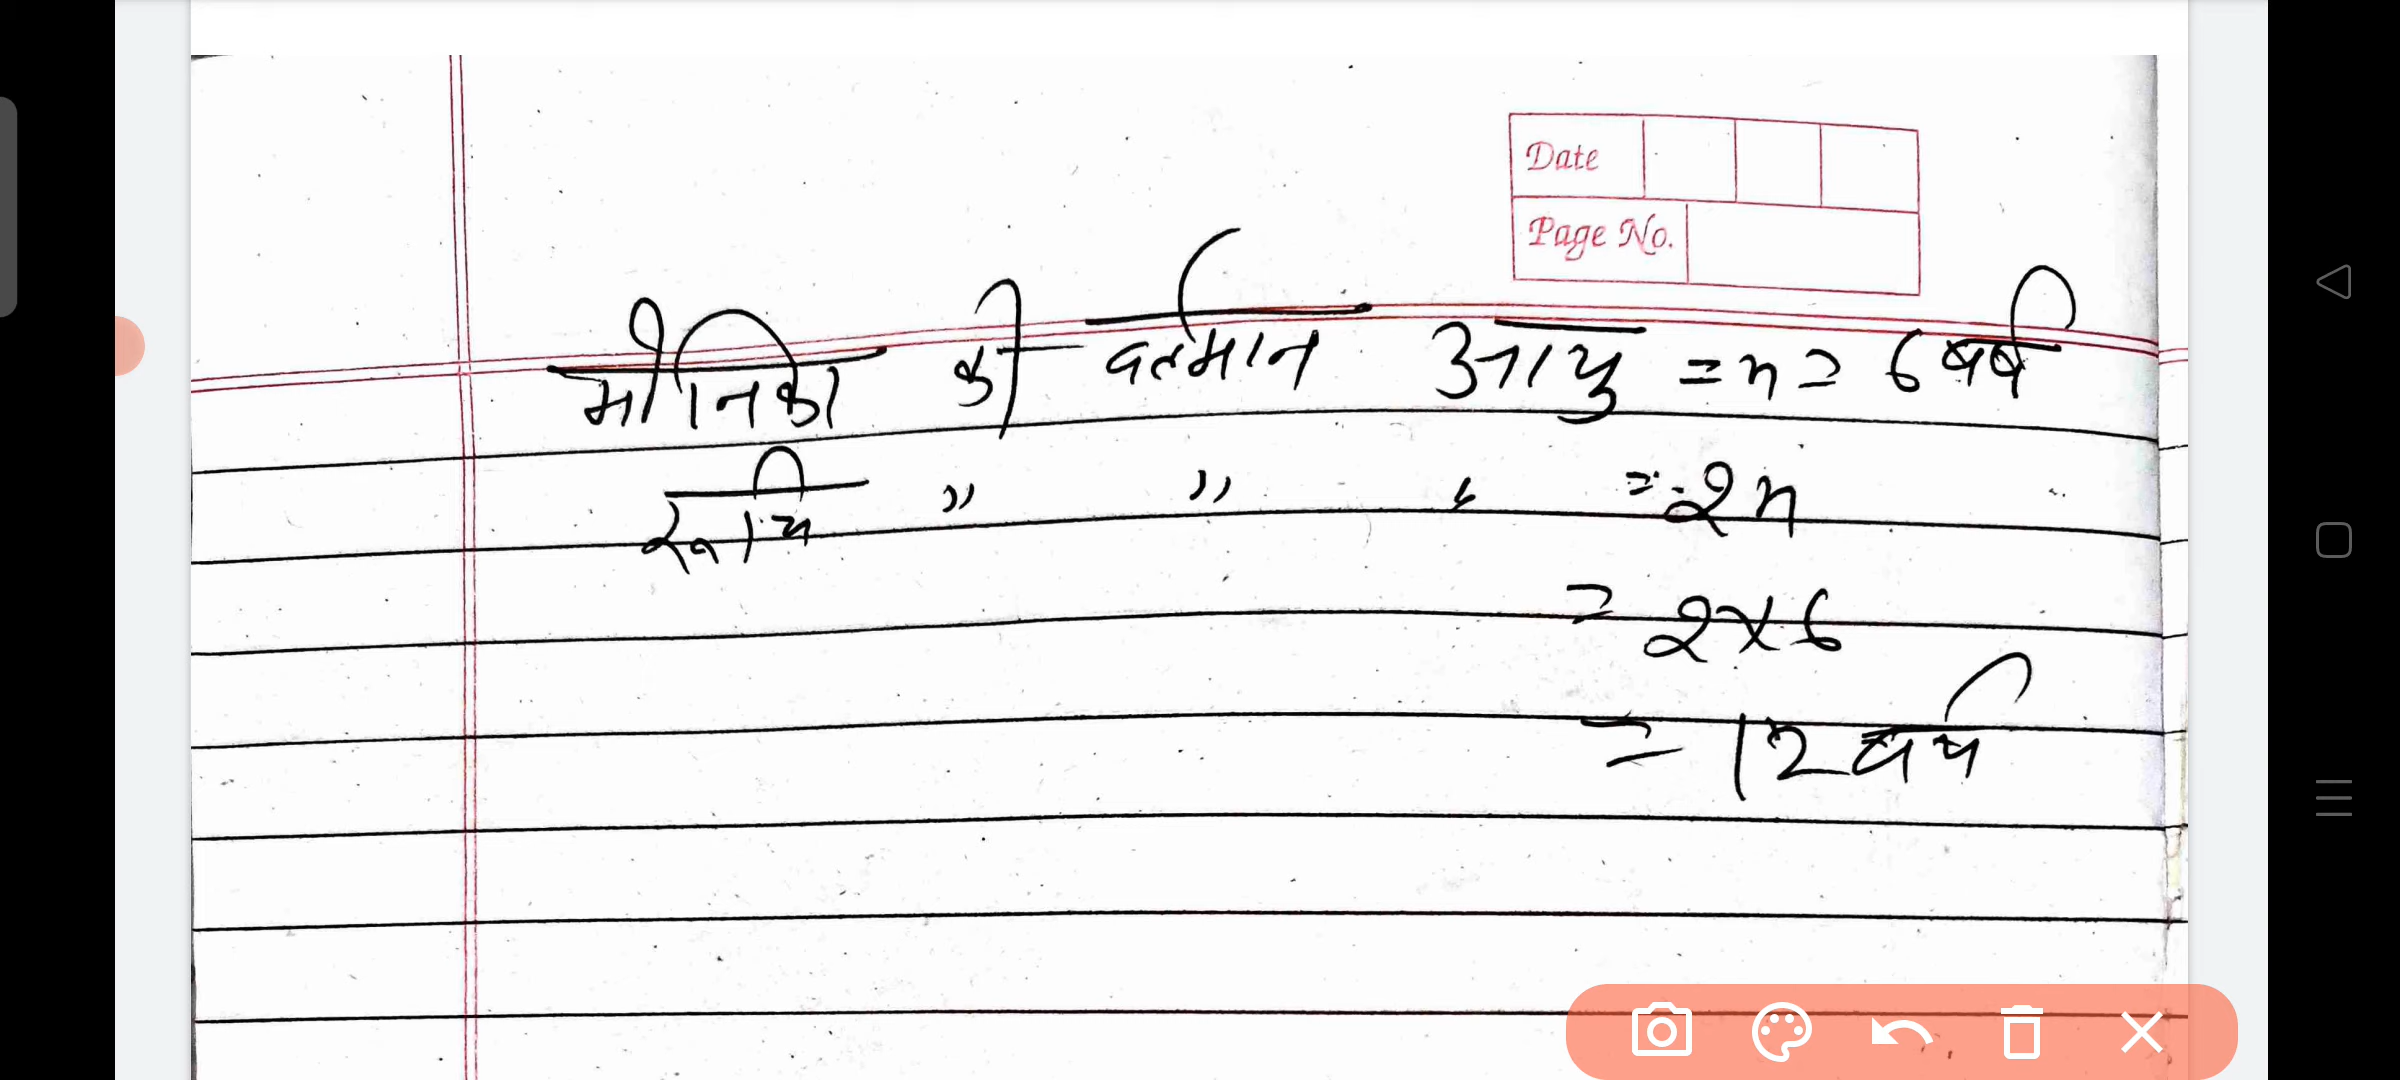 Date
Page No.
मोनिका की वर्तमान आयु = n = 6 वर्ष
" " " = 2n
= 2×6
= 12 वर्ष